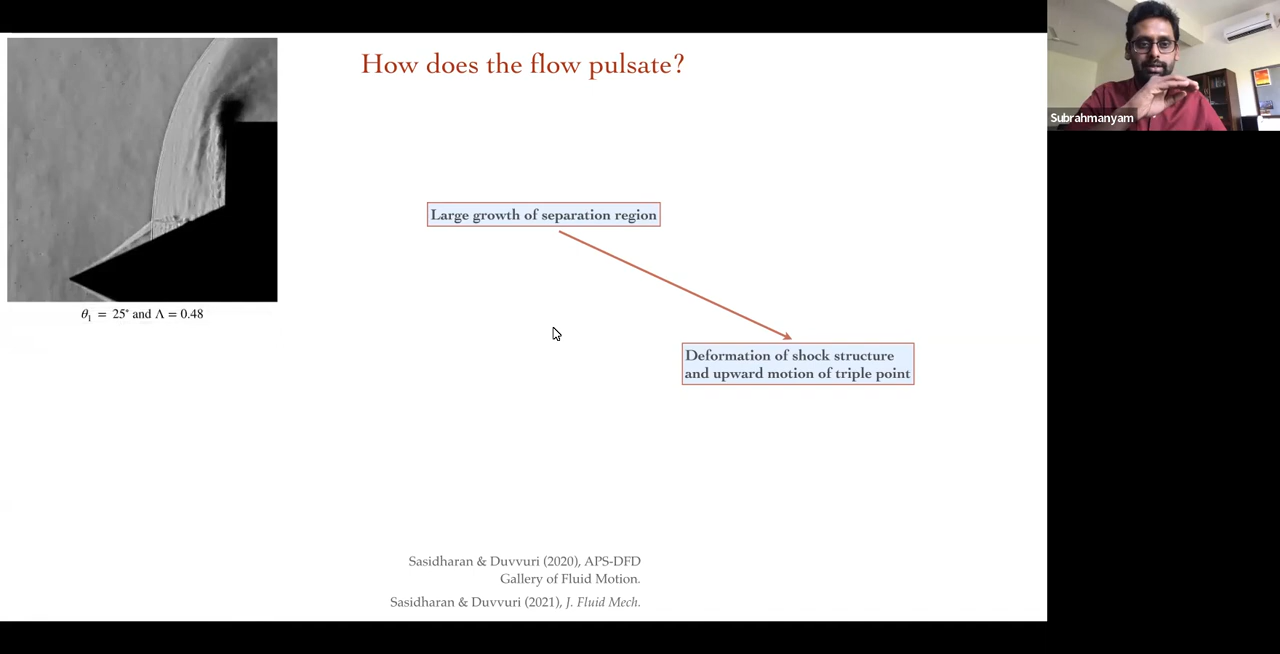 How does the flow pulsate?
Subrahmanyam
Large growth of separation region
θ₁ = 25° and Λ = 0.48
Deformation of shock structure
and upward motion of triple point
Sasidharan & Duvvuri (2020), APS-DFD
Gallery of Fluid Motion.
Sasidharan & Duvvuri (2021), J. Fluid Mech.